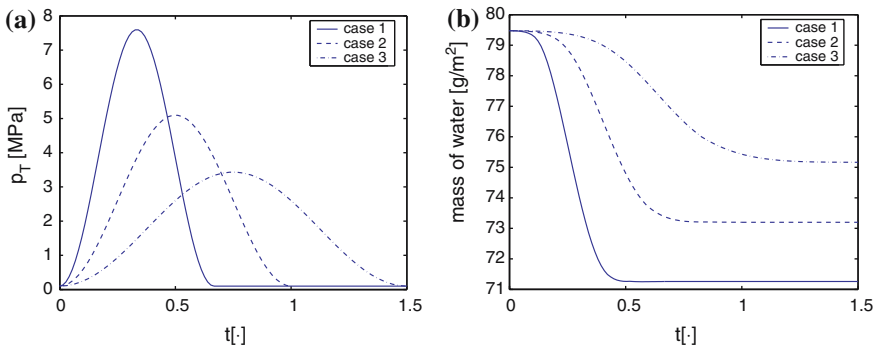 (a)
8
7
6
5
4
3
2
1
0
p_T [MPa]
0 0.5 1 1.5
t[·]
case 1
case 2
case 3
(b)
80
79
78
77
76
75
74
73
72
71
mass of water [g/m²]
0 0.5 1 1.5
t[·]
case 1
case 2
case 3